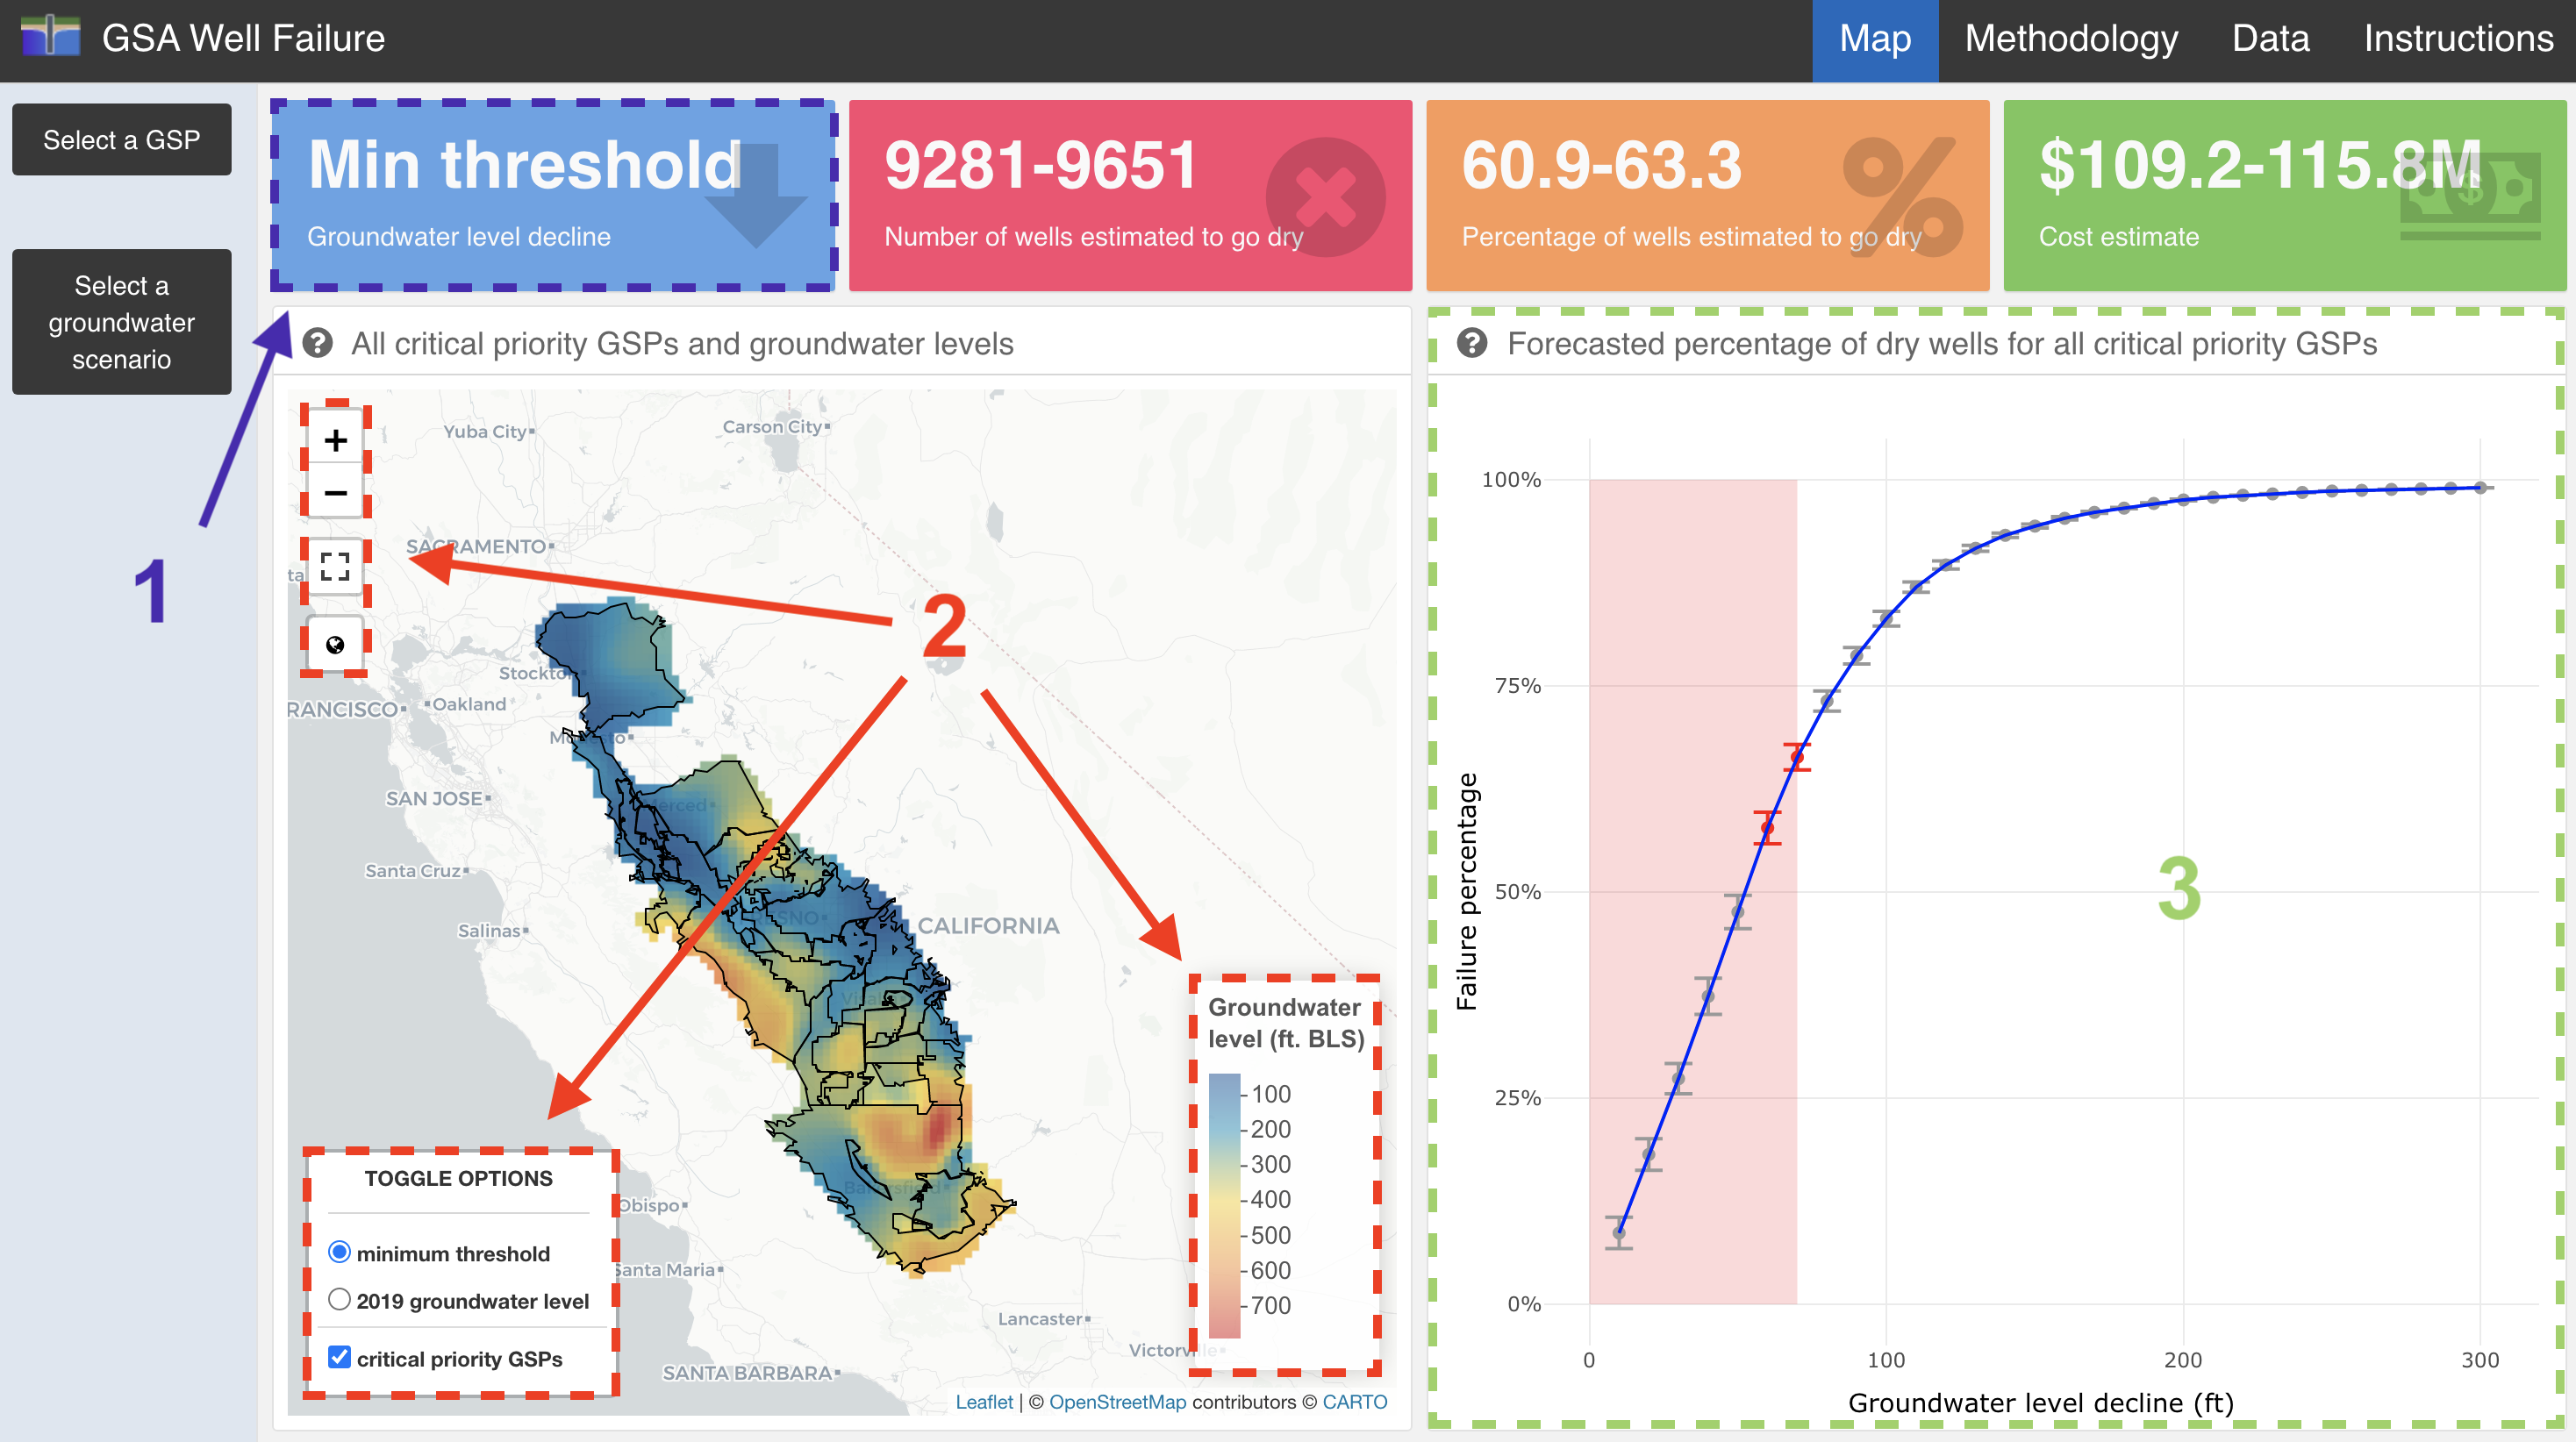 GSA Well Failure
Map
Methodology
Data
Instructions
Select a GSP
Select a
groundwater
scenario
Min threshold
Groundwater level decline
9281-9651
Number of wells estimated to go dry
60.9-63.3
Percentage of wells estimated to go dry
$109.2-115.8M
Cost estimate
1
All critical priority GSPs and groundwater levels
+
−
Yuba City
Carson City
SACRAMENTO
2
Stockton
RANCISCO
Oakland
Modesto
SAN JOSE
Merced
Santa Cruz
Salinas
CALIFORNIA
Obispo
Santa Maria
Lancaster
SANTA BARBARA
Groundwater
level (ft. BLS)
100
200
300
400
500
600
700
TOGGLE OPTIONS
minimum threshold
2019 groundwater level
critical priority GSPs
Leaflet | © OpenStreetMap contributors © CARTO
Forecasted percentage of dry wells for all critical priority GSPs
100%
75%
50%
25%
0%
Failure percentage
3
0
100
200
300
Groundwater level decline (ft)